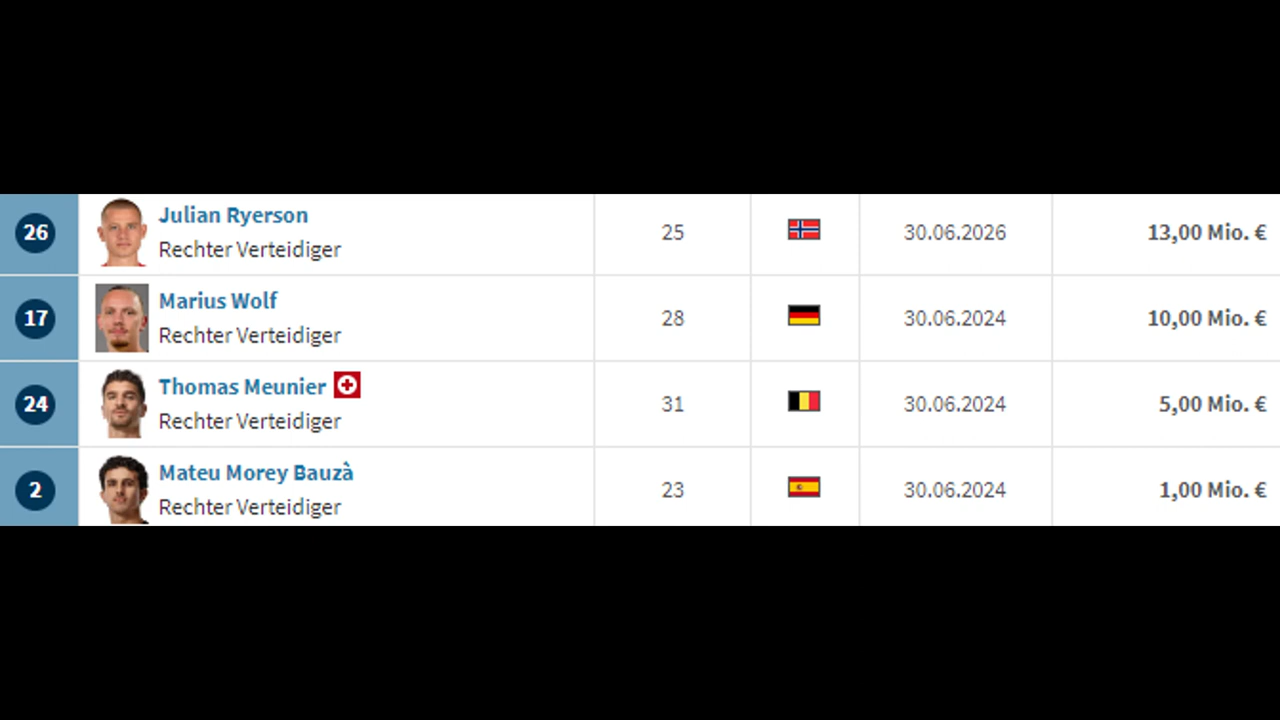 26 Julian Ryerson 25 30.06.2026 13,00 Mio. €
Rechter Verteidiger
17 Marius Wolf 28 30.06.2024 10,00 Mio. €
Rechter Verteidiger
24 Thomas Meunier 31 30.06.2024 5,00 Mio. €
Rechter Verteidiger
2 Mateu Morey Bauzà 23 30.06.2024 1,00 Mio. €
Rechter Verteidiger